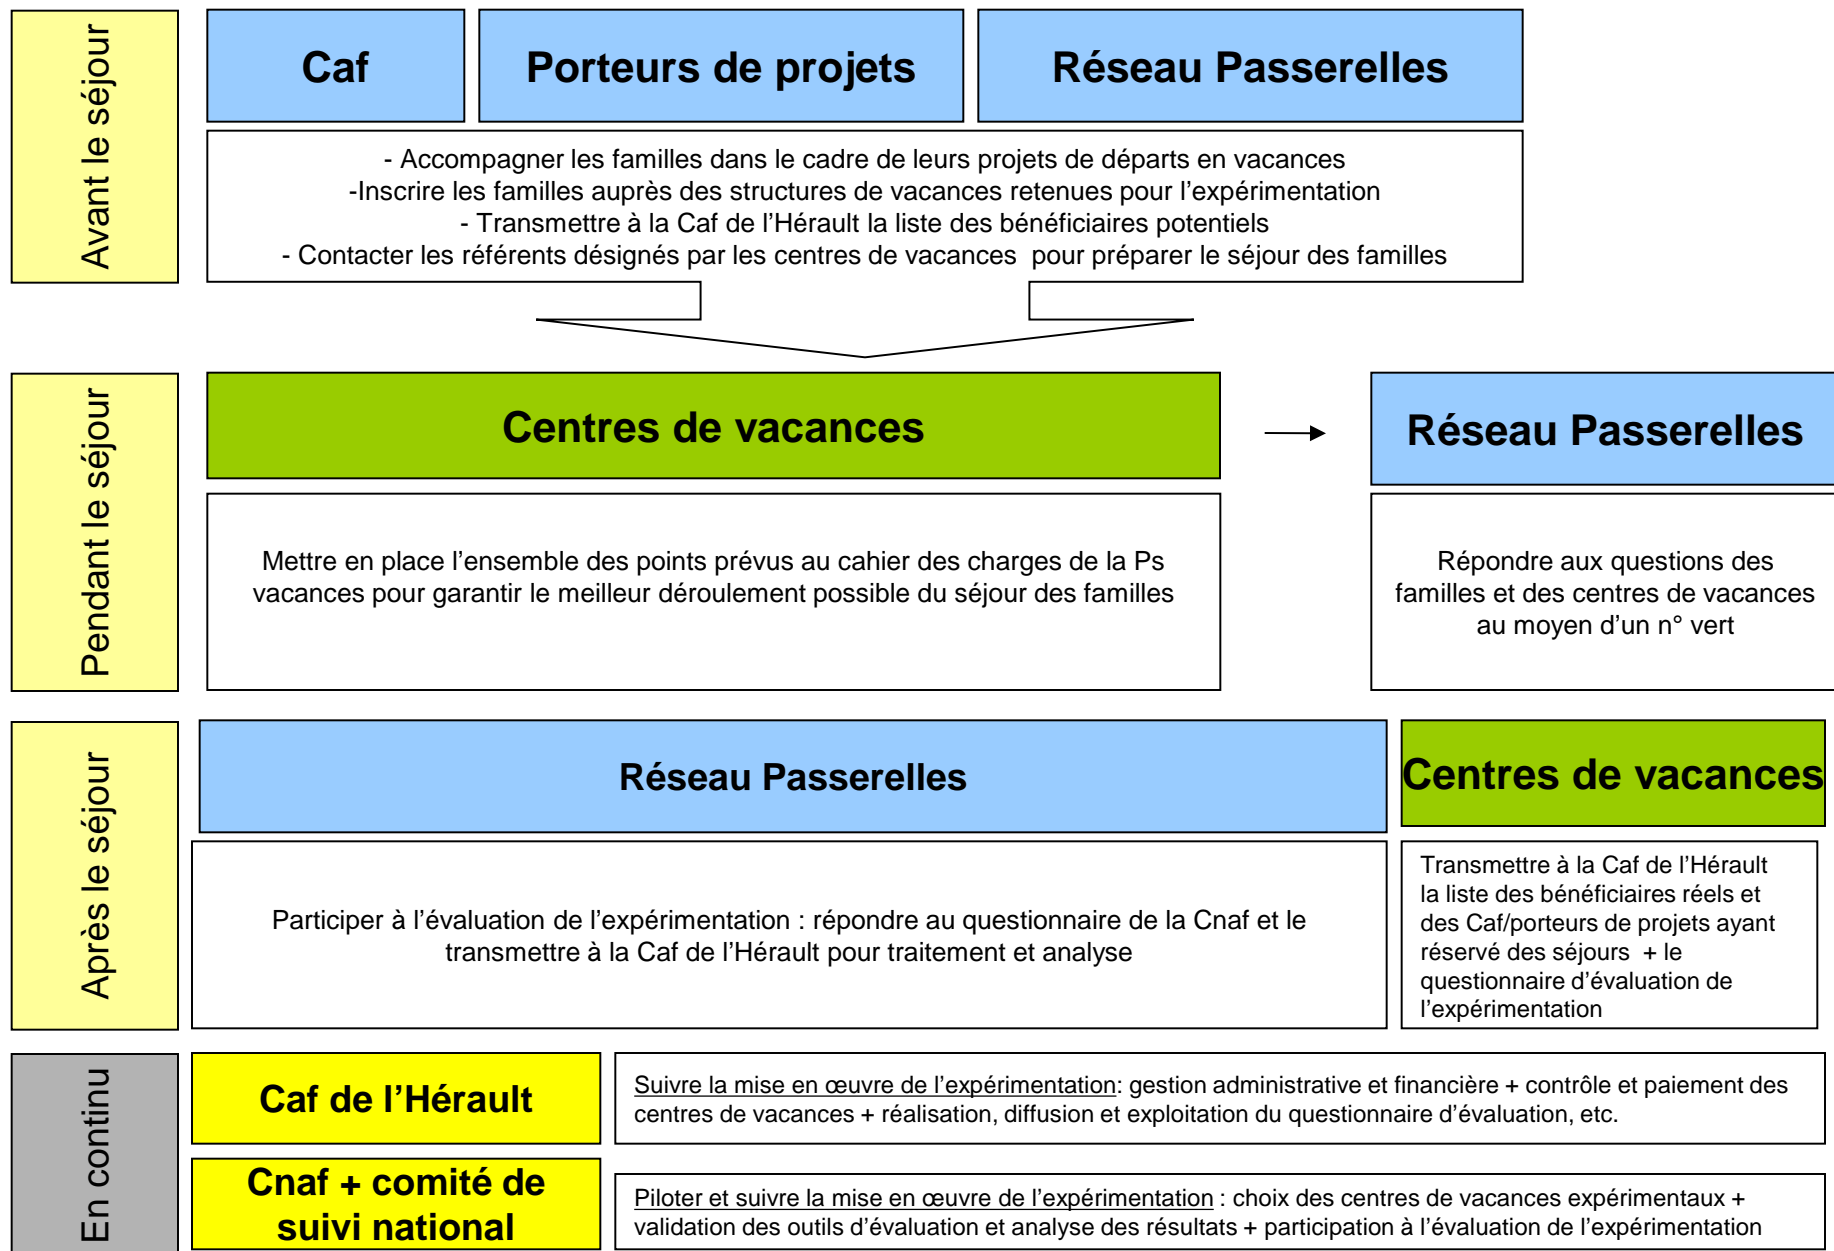 Avant le séjour
Caf
Porteurs de projets
Réseau Passerelles
- Accompagner les familles dans le cadre de leurs projets de départs en vacances
-Inscrire les familles auprès des structures de vacances retenues pour l’expérimentation
- Transmettre à la Caf de l’Hérault la liste des bénéficiaires potentiels
- Contacter les référents désignés par les centres de vacances pour préparer le séjour des familles
Pendant le séjour
Centres de vacances
Réseau Passerelles
Mettre en place l’ensemble des points prévus au cahier des charges de la Ps
vacances pour garantir le meilleur déroulement possible du séjour des familles
Répondre aux questions des
familles et des centres de vacances
au moyen d’un n° vert
Après le séjour
Réseau Passerelles
Centres de vacances
Participer à l’évaluation de l’expérimentation : répondre au questionnaire de la Cnaf et le
transmettre à la Caf de l’Hérault pour traitement et analyse
Transmettre à la Caf de l’Hérault
la liste des bénéficiaires réels et
des Caf/porteurs de projets ayant
réservé des séjours + le
questionnaire d’évaluation de
l’expérimentation
En continu
Caf de l’Hérault
Suivre la mise en œuvre de l’expérimentation: gestion administrative et financière + contrôle et paiement des
centres de vacances + réalisation, diffusion et exploitation du questionnaire d’évaluation, etc.
Cnaf + comité de
suivi national
Piloter et suivre la mise en œuvre de l’expérimentation : choix des centres de vacances expérimentaux +
validation des outils d’évaluation et analyse des résultats + participation à l’évaluation de l’expérimentation